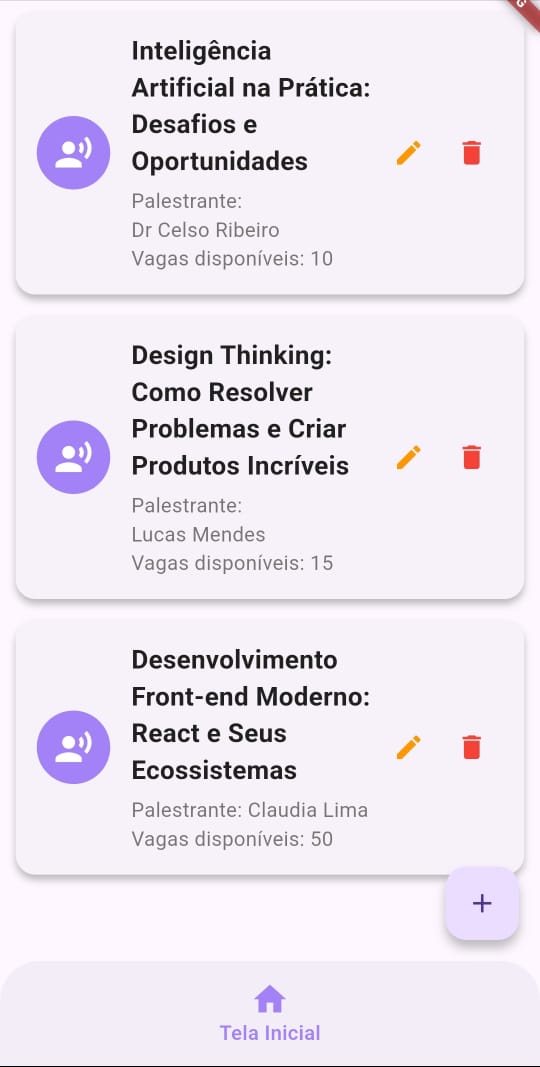 Inteligência
Artificial na Prática:
Desafios e
Oportunidades
Palestrante:
Dr Celso Ribeiro
Vagas disponíveis: 10
Design Thinking:
Como Resolver
Problemas e Criar
Produtos Incríveis
Palestrante:
Lucas Mendes
Vagas disponíveis: 15
Desenvolvimento
Front-end Moderno:
React e Seus
Ecossistemas
Palestrante: Claudia Lima
Vagas disponíveis: 50
Tela Inicial